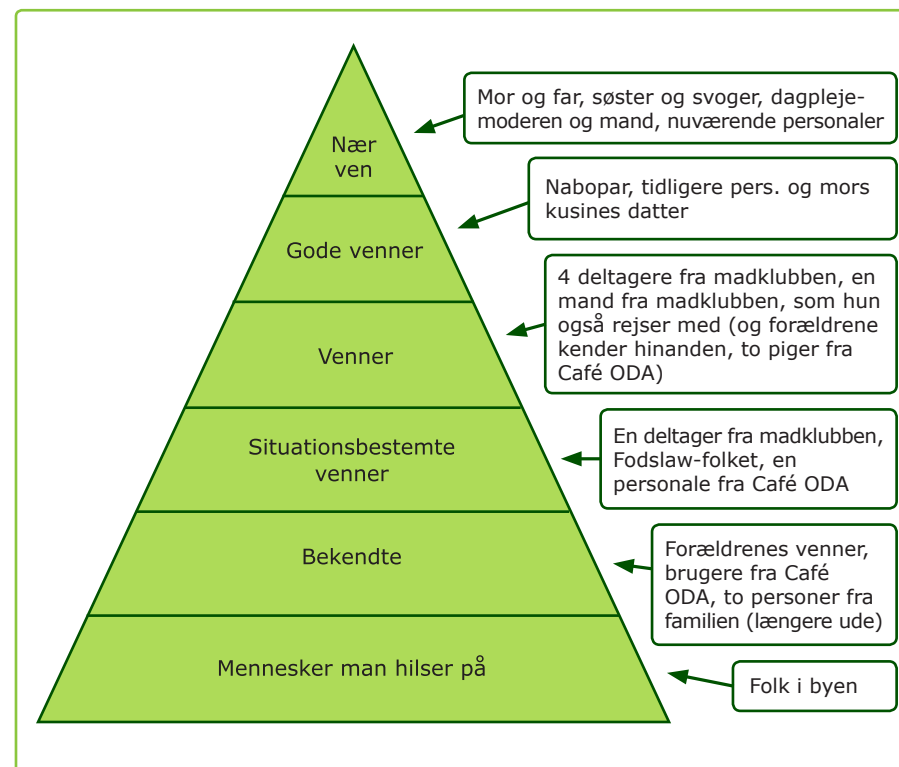 Nær
ven
Mor og far, søster og svoger, dagpleje-
moderen og mand, nuværende personaler
Gode venner
Nabopar, tidligere pers. og mors
kusines datter
Venner
4 deltagere fra madklubben, en
mand fra madklubben, som hun
også rejser med (og forældrene
kender hinanden, to piger fra
Café ODA)
Situationsbestemte
venner
En deltager fra madklubben,
Fodslaw-folket, en
personale fra Café ODA
Bekendte
Forældrenes venner,
brugere fra Café
ODA, to personer fra
familien (længere ude)
Mennesker man hilser på
Folk i byen